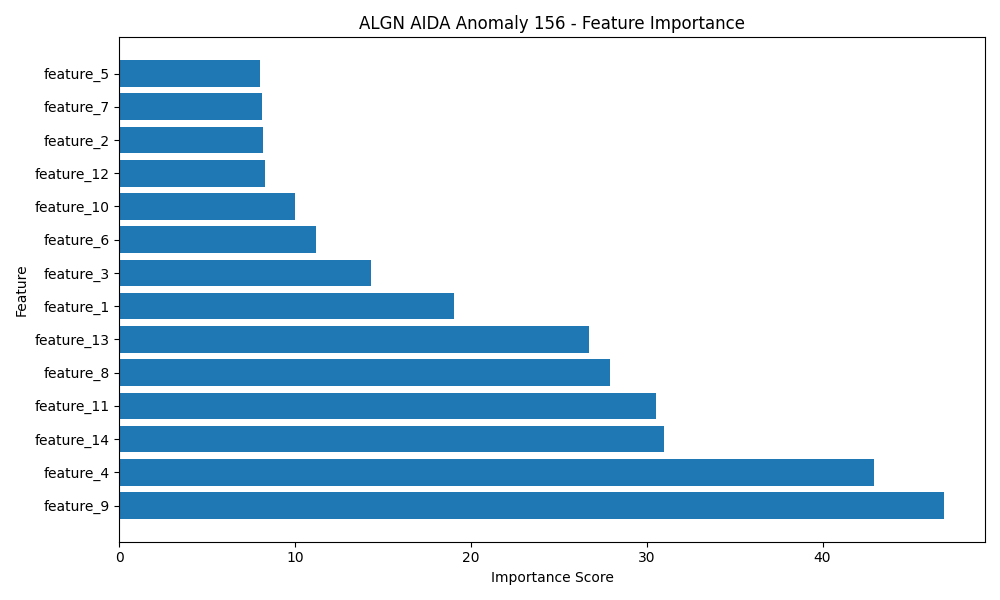 ALGN AIDA Anomaly 156 - Feature Importance
feature_5
feature_7
feature_2
feature_12
feature_10
feature_6
feature_3
feature_1
feature_13
feature_8
feature_11
feature_14
feature_4
feature_9
Feature
0 10 20 30 40
Importance Score